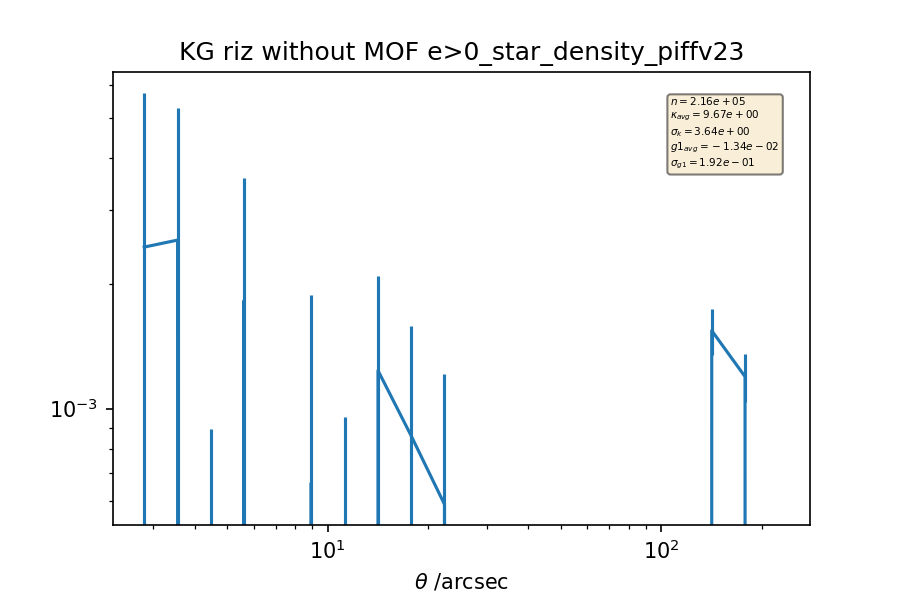 KG riz without MOF e>0_star_density_piffv23
n = 2.16e + 05
κavg = 9.67e + 00
σk = 3.64e + 00
g1avg = −1.34e − 02
σg1 = 1.92e − 01
10⁻³
10¹ 10²
θ /arcsec